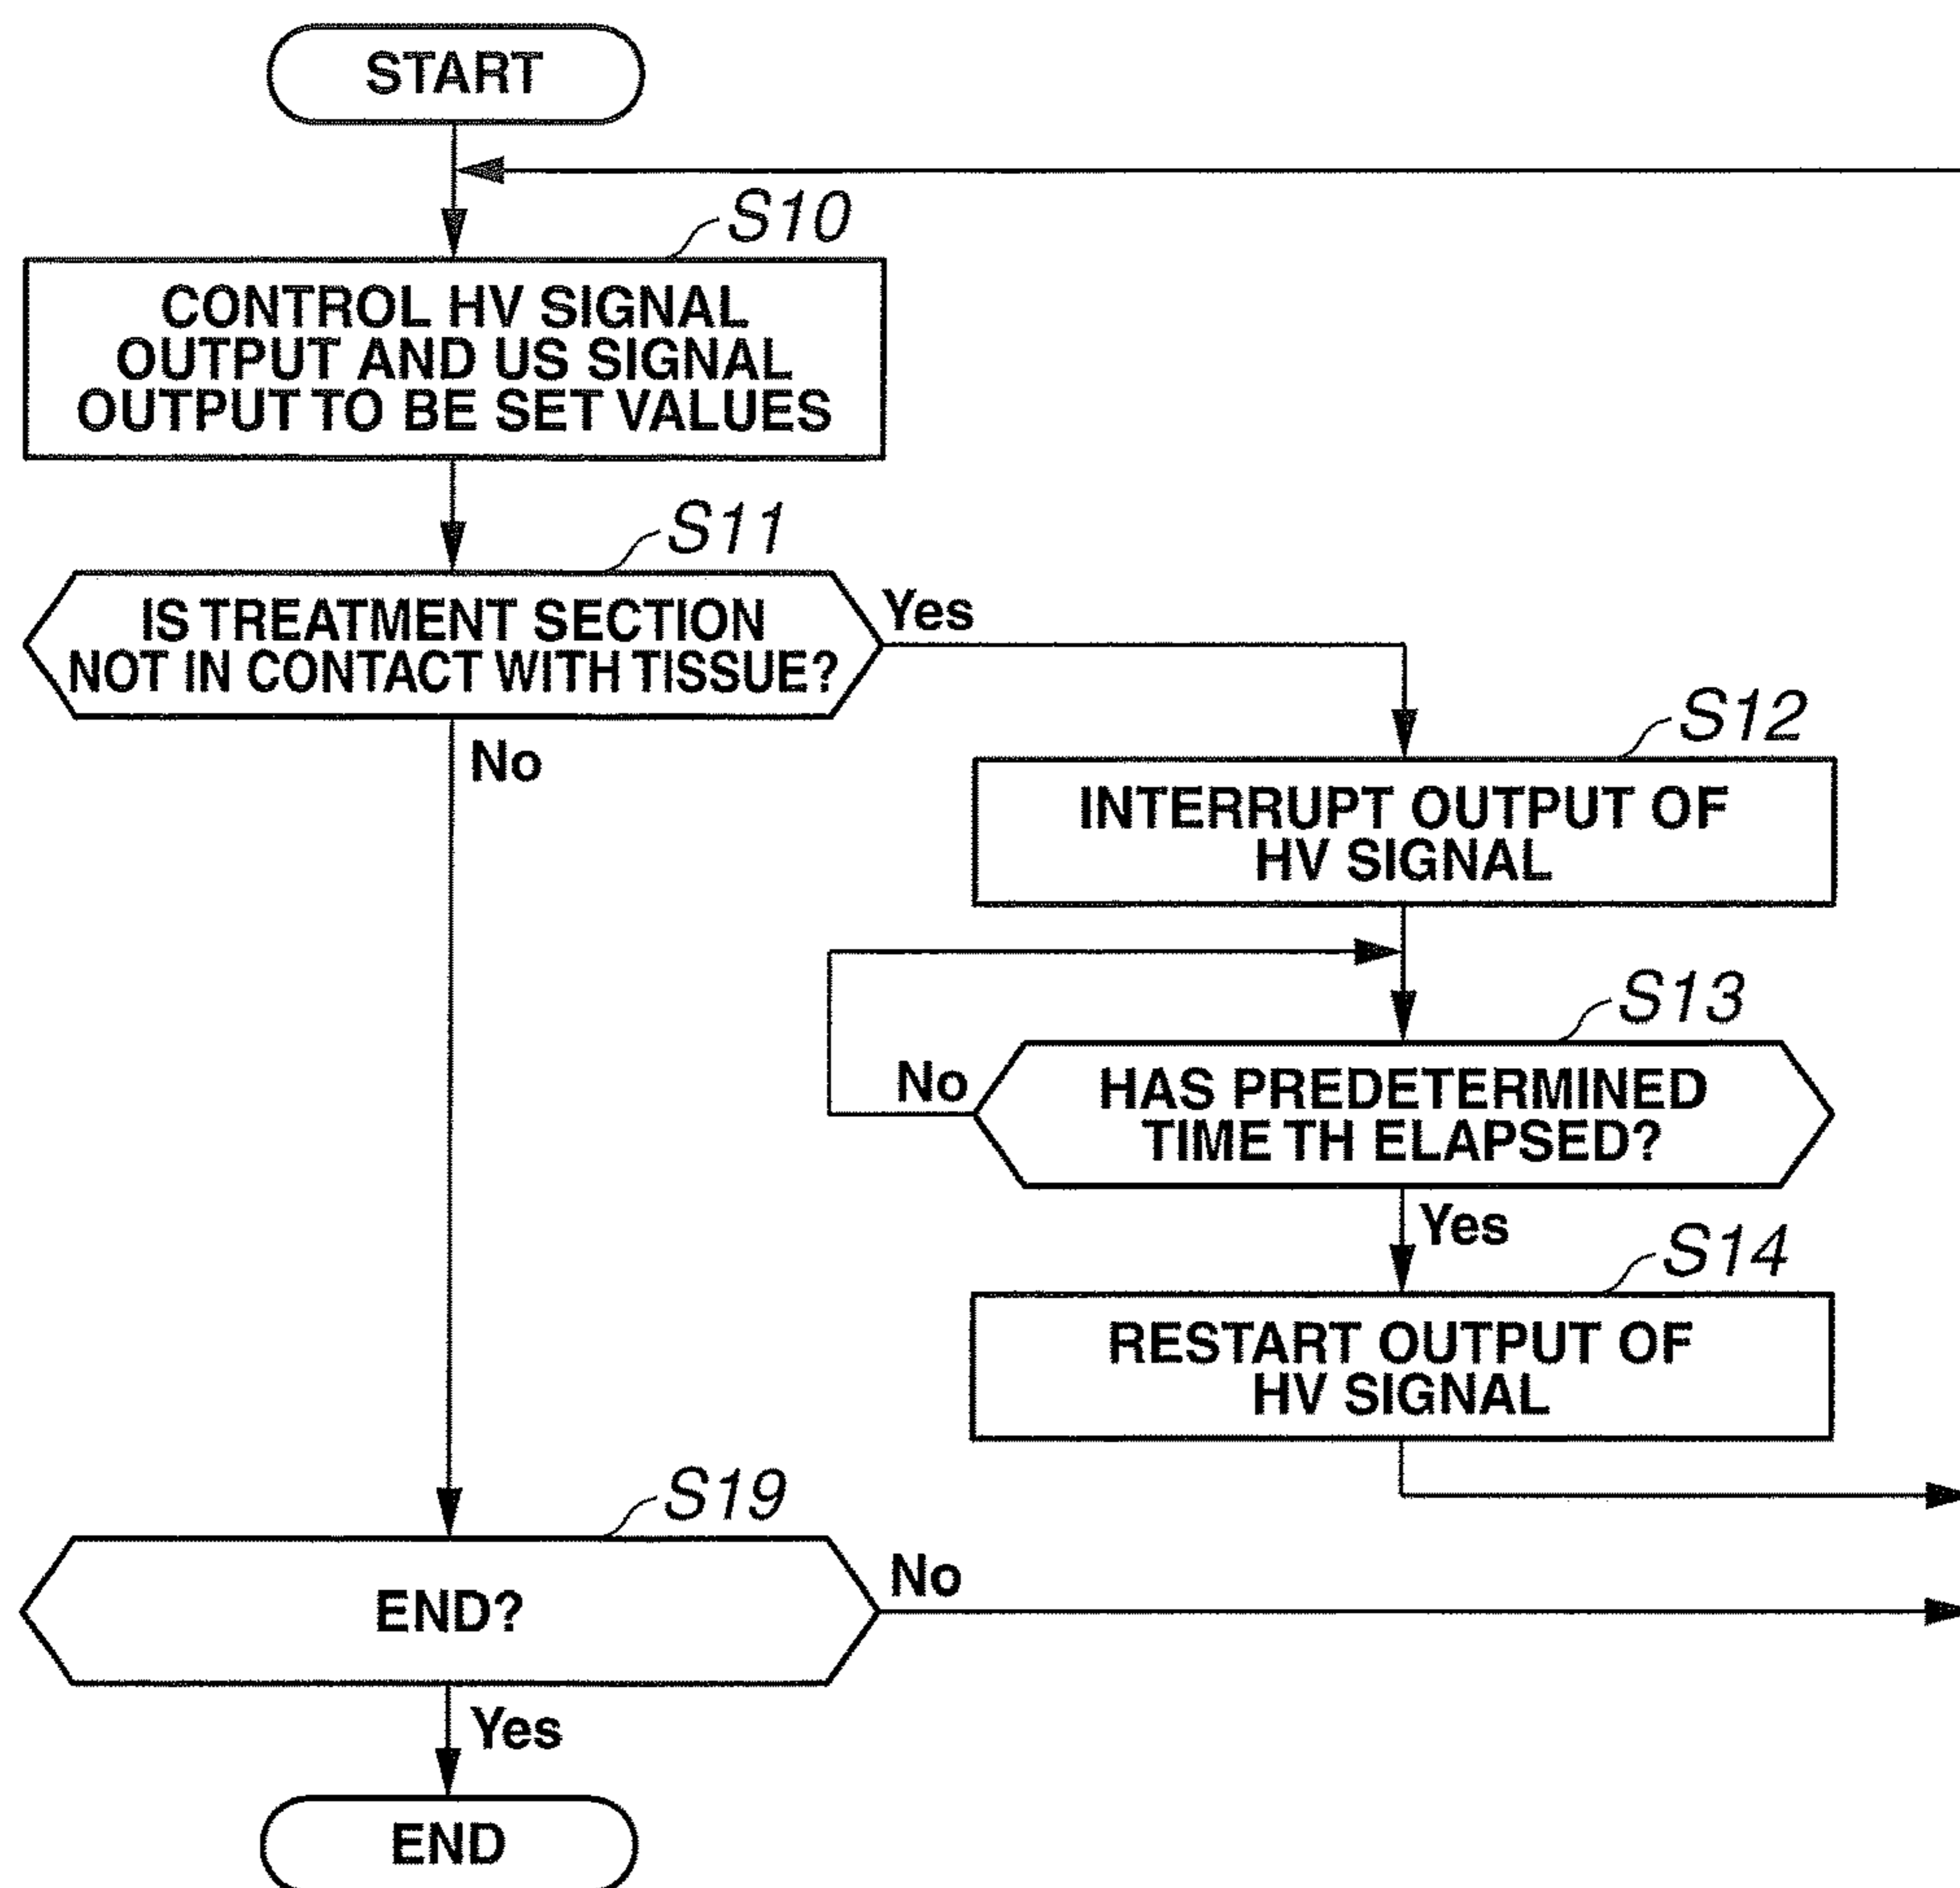 START
S10
CONTROL HV SIGNAL
OUTPUT AND US SIGNAL
OUTPUT TO BE SET VALUES
S11
IS TREATMENT SECTION
NOT IN CONTACT WITH TISSUE?
Yes
No
S12
INTERRUPT OUTPUT OF
HV SIGNAL
S13
HAS PREDETERMINED
TIME TH ELAPSED?
No
Yes
S14
RESTART OUTPUT OF
HV SIGNAL
S19
END?
No
Yes
END